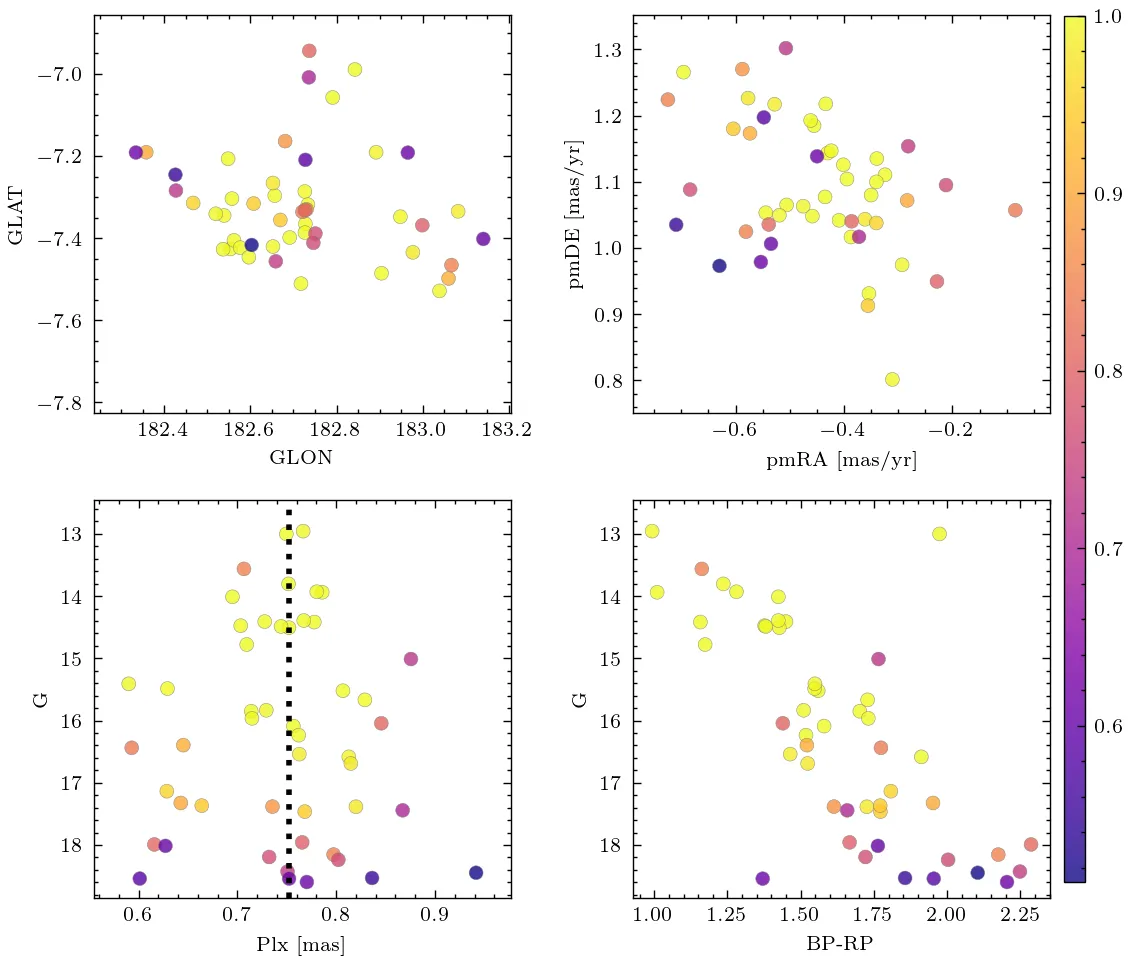 −7.0
−7.2
−7.4
−7.6
−7.8
GLAT
182.4 182.6 182.8 183.0 183.2
GLON
1.3
1.2
1.1
1.0
0.9
0.8
pmDE [mas/yr]
−0.6 −0.4 −0.2
pmRA [mas/yr]
1.0
0.9
0.8
0.7
0.6
13
14
15
16
17
18
G
0.6 0.7 0.8 0.9
Plx [mas]
13
14
15
16
17
18
G
1.00 1.25 1.50 1.75 2.00 2.25
BP-RP